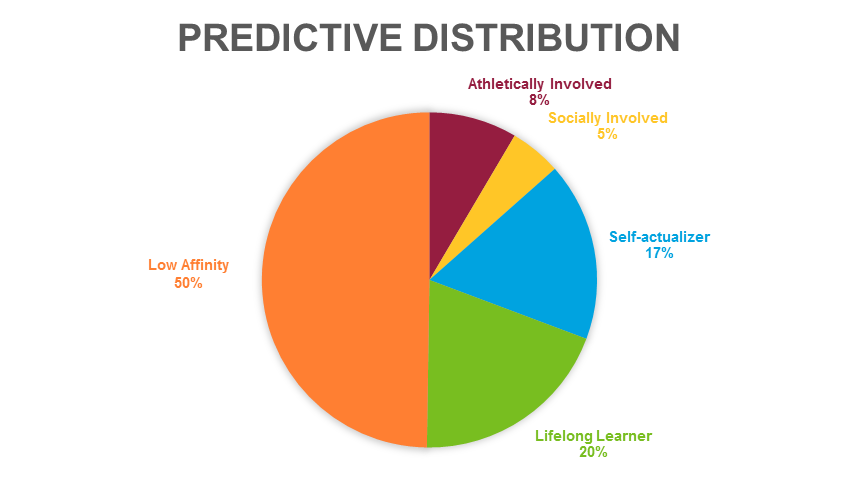 PREDICTIVE DISTRIBUTION
Athletically Involved
8%
Socially Involved
5%
Self-actualizer
17%
Low Affinity
50%
Lifelong Learner
20%